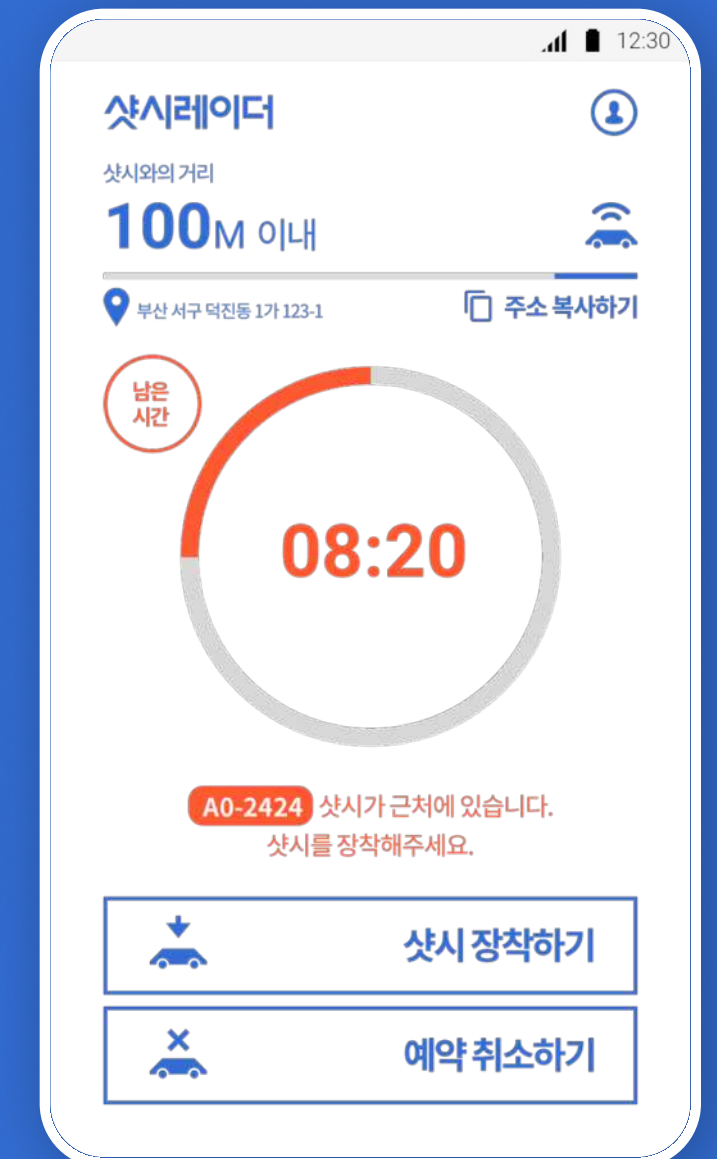 12:30
샷시레이더
샷시와의 거리
100M 이내
부산 서구 덕진동 1가 123-1
주소 복사하기
남은
시간
08:20
A0-2424 샷시가 근처에 있습니다.
샷시를 장착해주세요.
샷시 장착하기
예약 취소하기